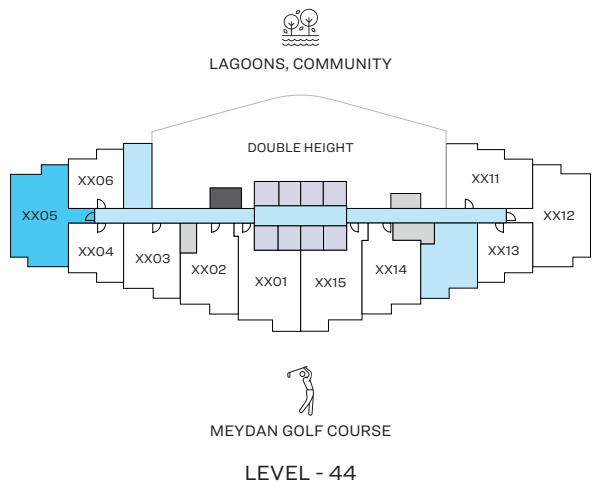 LAGOONS, COMMUNITY
DOUBLE HEIGHT
XX06
XX11
XX05
XX12
XX04
XX03
XX02
XX01
XX15
XX14
XX13
MEYDAN GOLF COURSE
LEVEL - 44